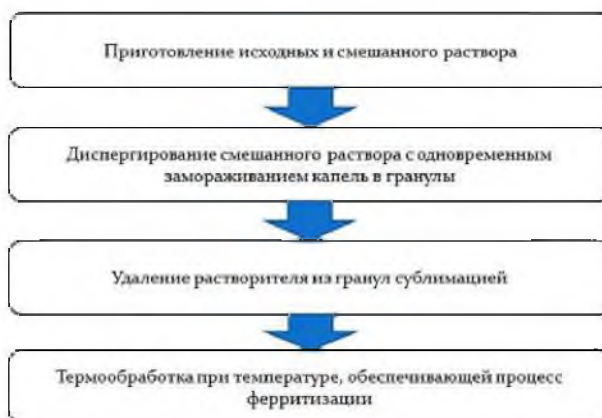 Приготовление исходных и смешанного раствора
Диспергирование смешанного раствора с одновременным
замораживанием капель в гранулы
Удаление растворителя из гранул сублимацией
Термообработка при температуре, обеспечивающей процесс
ферритизации